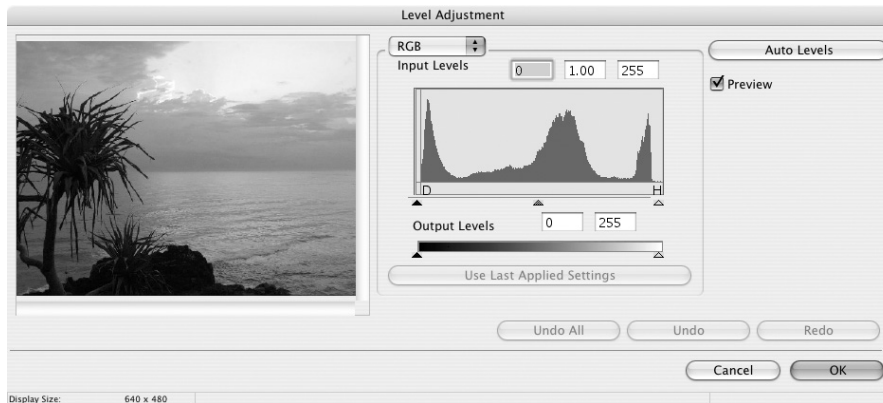 Level Adjustment
RGB
Input Levels 0 1.00 255
D H
Output Levels 0 255
Use Last Applied Settings
Auto Levels
Preview
Undo All Undo Redo
Cancel OK
Display Size: 640 x 480